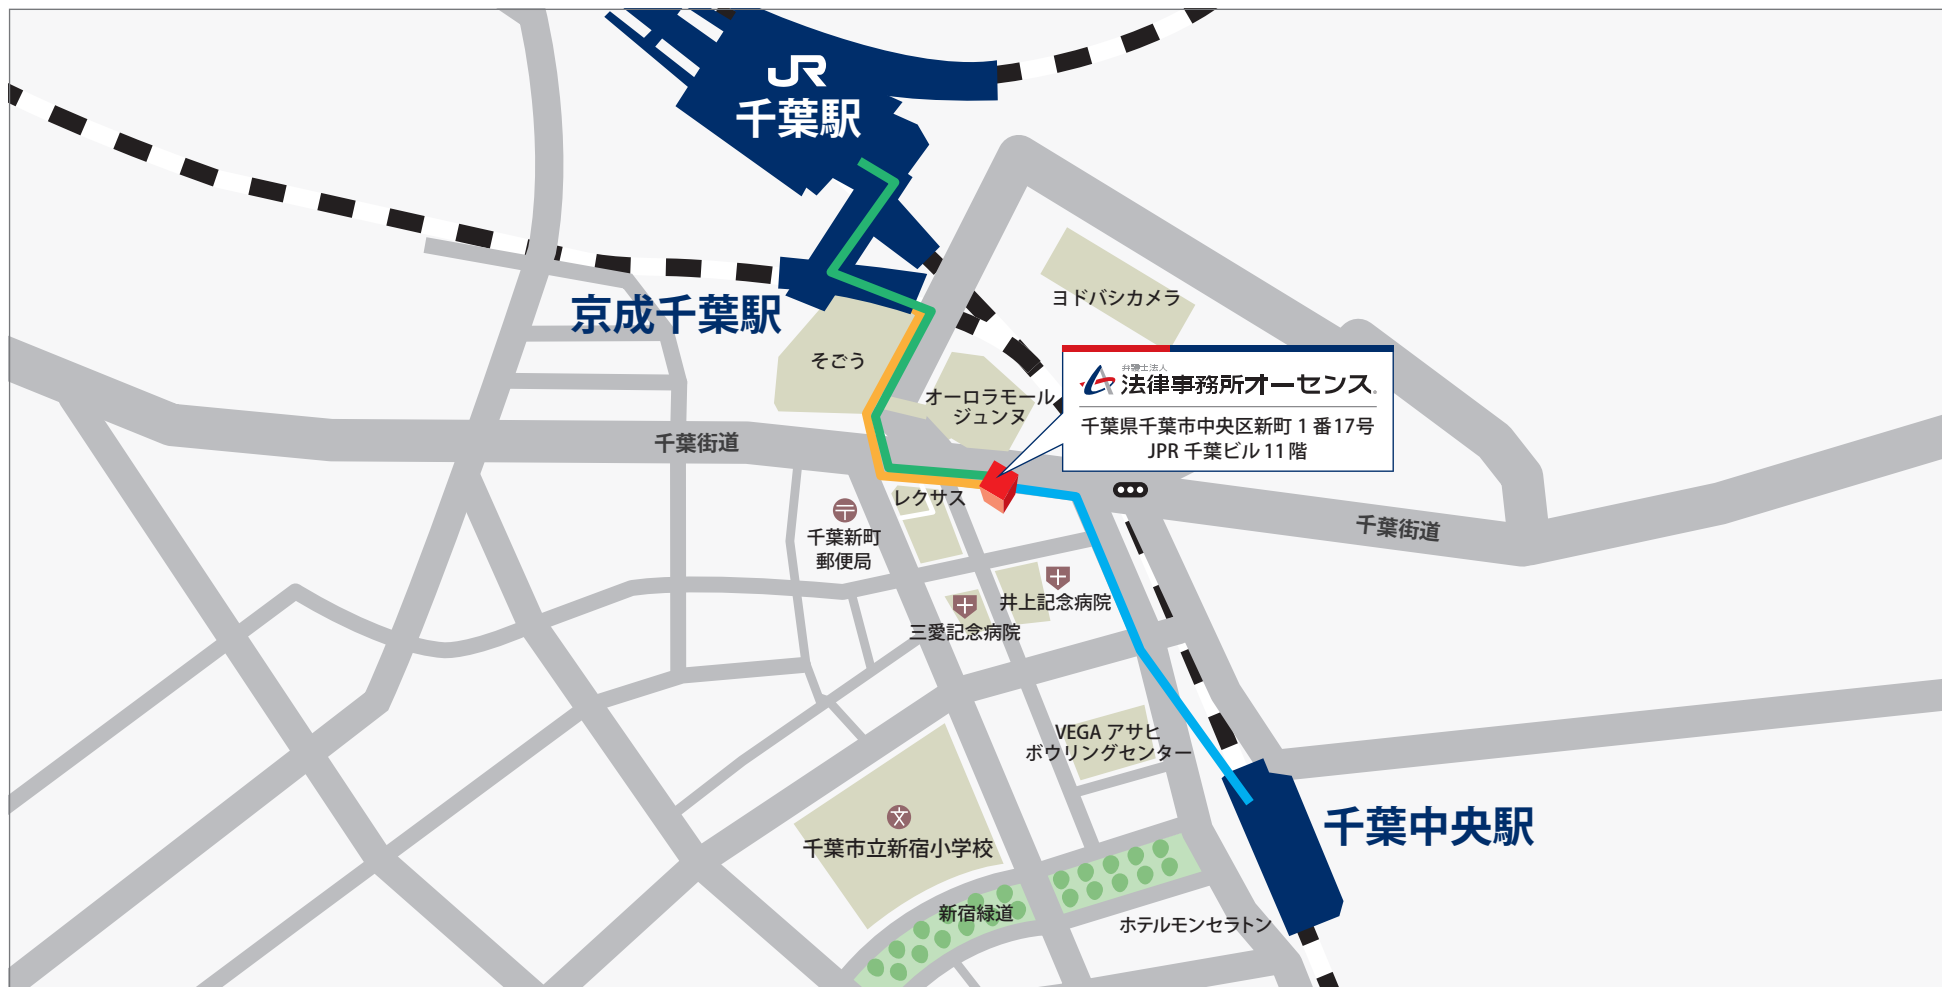 JR
千葉駅
京成千葉駅
そごう
ヨドバシカメラ
オーロラモール
ジュンヌ
弁護士法人
法律事務所オーセンス
千葉県千葉市中央区新町1番17号
JPR 千葉ビル 11階
千葉街道
レクサス
千葉新町
郵便局
千葉街道
井上記念病院
三愛記念病院
VEGA アサヒ
ボウリングセンター
文
千葉市立新宿小学校
千葉中央駅
新宿緑道
ホテルモンセラトン